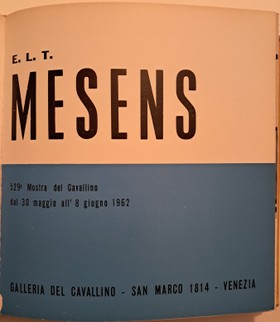 E. L. T.
MESENS
529ª Mostra del Cavallino
dal 30 maggio all' 8 giugno 1962
GALLERIA DEL CAVALLINO - SAN MARCO 1814 - VENEZIA